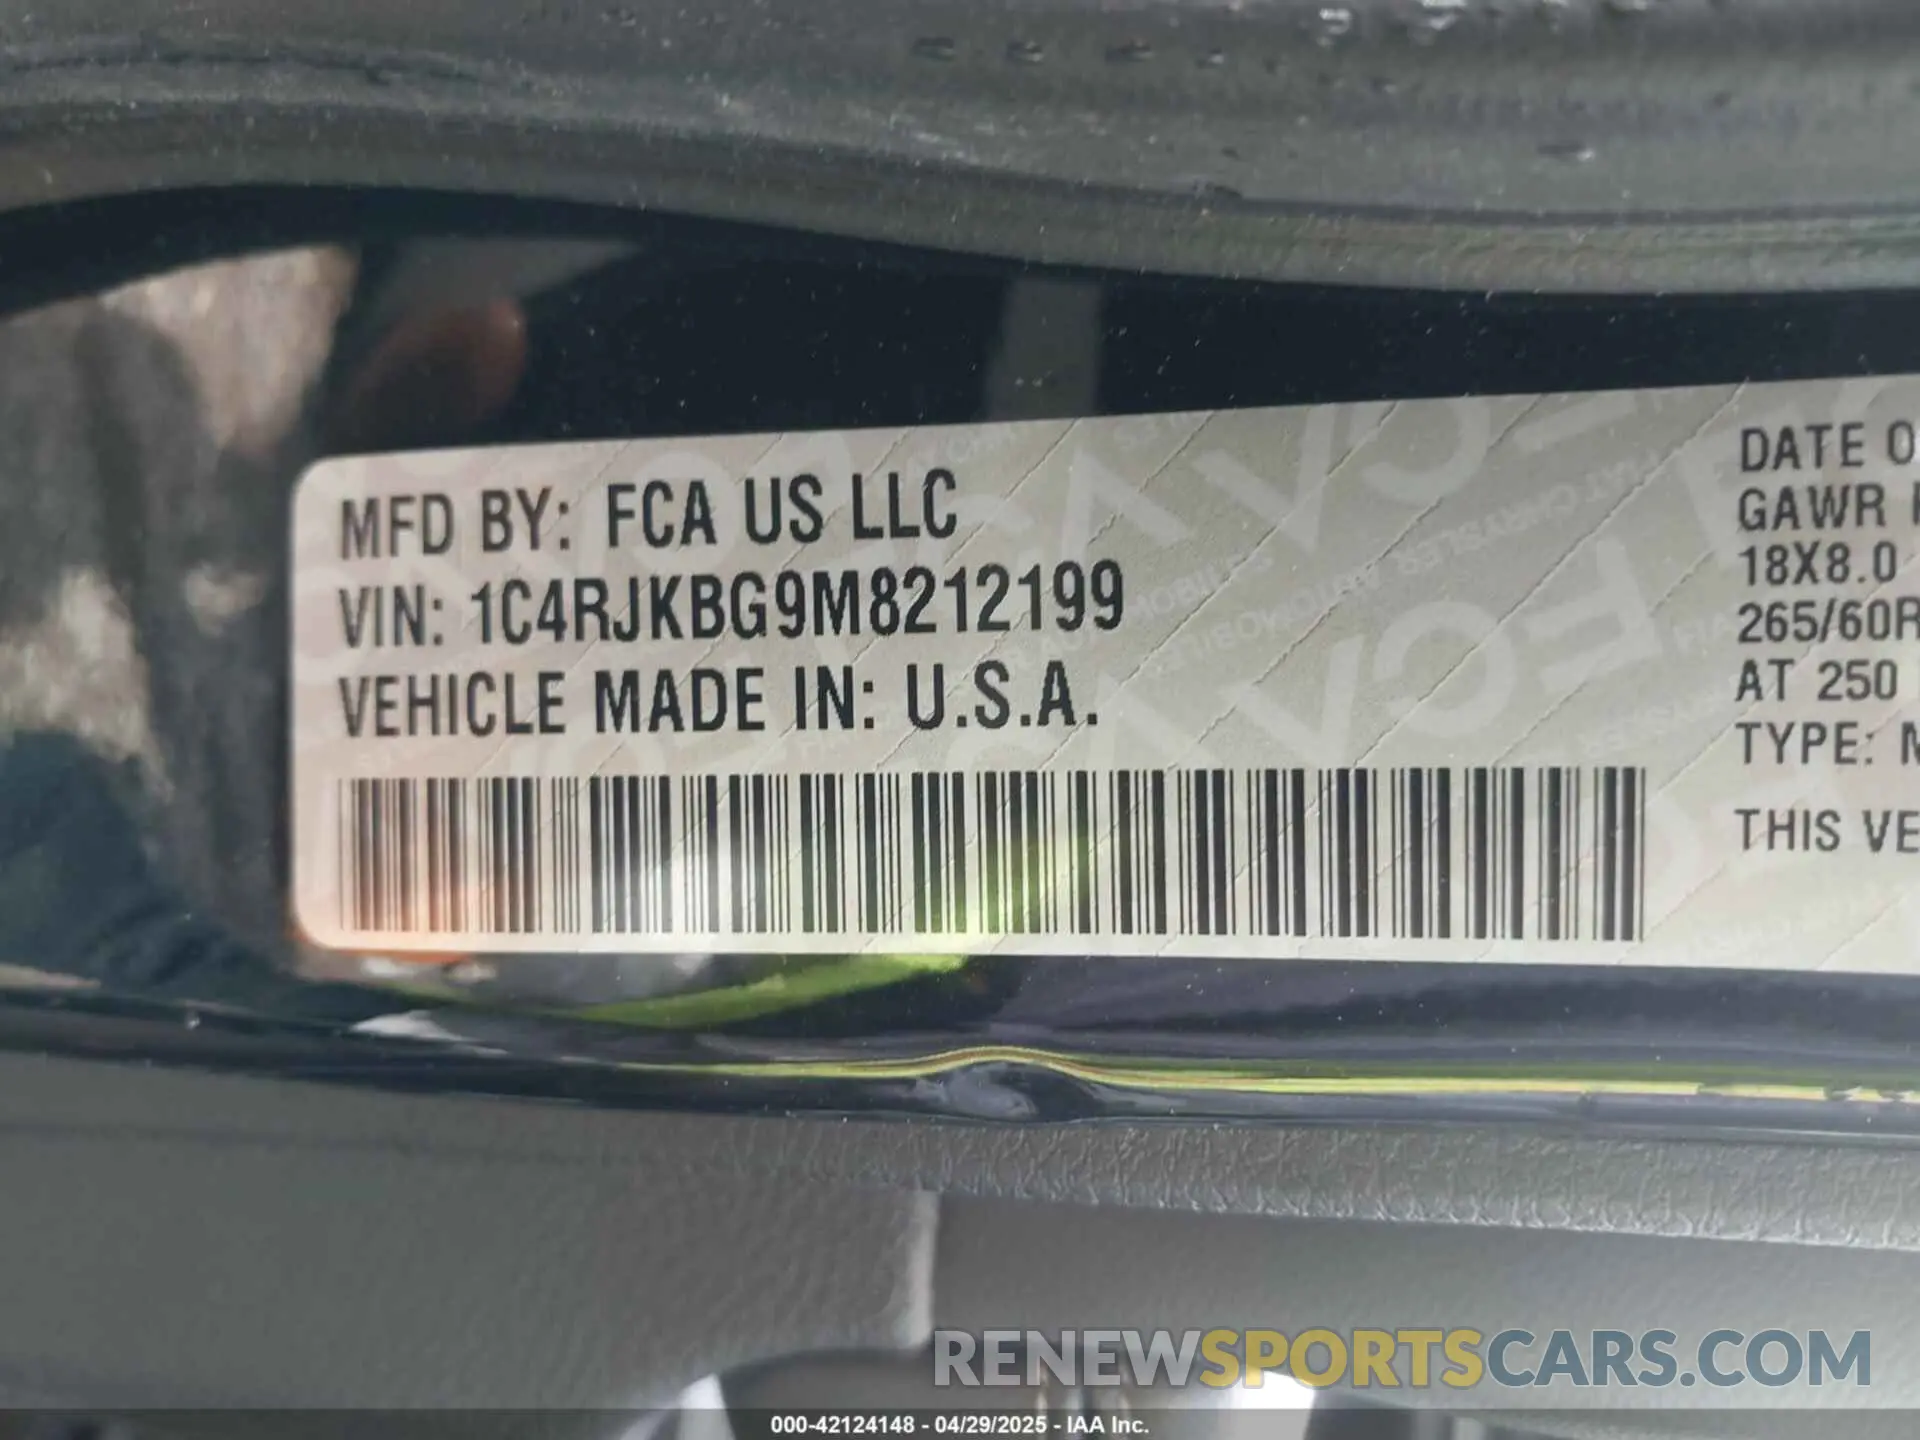 MFD BY: FCA US LLC
VIN: 1C4RJKBG9M8212199
VEHICLE MADE IN: U.S.A.
DATE O
GAWR
18X8.0
265/60R
AT 250
TYPE:
THIS VE
RENEWSPORTSCARS.COM
000-42124148 - 04/29/2025 - IAA Inc.